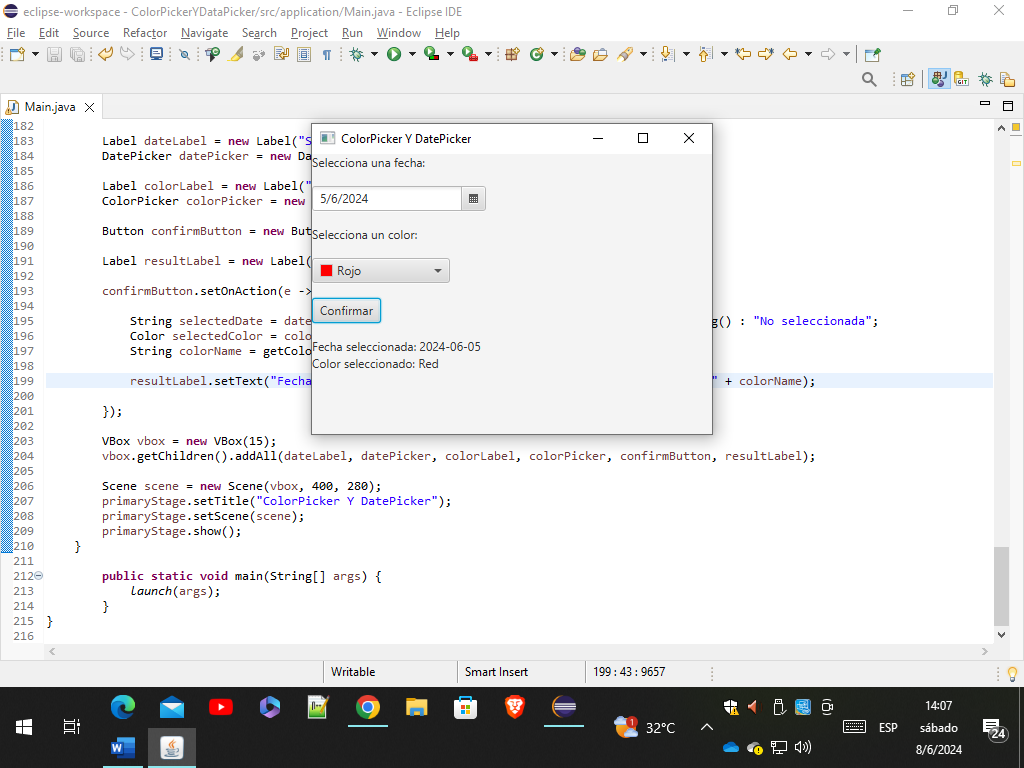 eclipse-workspace - ColorPickerYDataPicker/src/application/Main.java - Eclipse IDE
File Edit Source Refactor Navigate Search Project Run Window Help
Main.java
182
183 Label dateLabel = new Label("S
184 DatePicker datePicker = new Da
185
186 Label colorLabel = new Label("
187 ColorPicker colorPicker = new
188
189 Button confirmButton = new But
190
191 Label resultLabel = new Label(
192
193 confirmButton.setOnAction(e ->
194
195 String selectedDate = date g() : "No seleccionada";
196 Color selectedColor = colo
197 String colorName = getColo
198
199 resultLabel.setText("Fecha " + colorName);
200
201 });
202
203 VBox vbox = new VBox(15);
204 vbox.getChildren().addAll(dateLabel, datePicker, colorLabel, colorPicker, confirmButton, resultLabel);
205
206 Scene scene = new Scene(vbox, 400, 280);
207 primaryStage.setTitle("ColorPicker Y DatePicker");
208 primaryStage.setScene(scene);
209 primaryStage.show();
210 }
211
212 public static void main(String[] args) {
213 launch(args);
214 }
215 }
216
ColorPicker Y DatePicker
Selecciona una fecha:
5/6/2024
Selecciona un color:
Rojo
Confirmar
Fecha seleccionada: 2024-06-05
Color seleccionado: Red
Writable Smart Insert 199 : 43 : 9657
1
32°C
ESP
14:07
sábado
8/6/2024
24